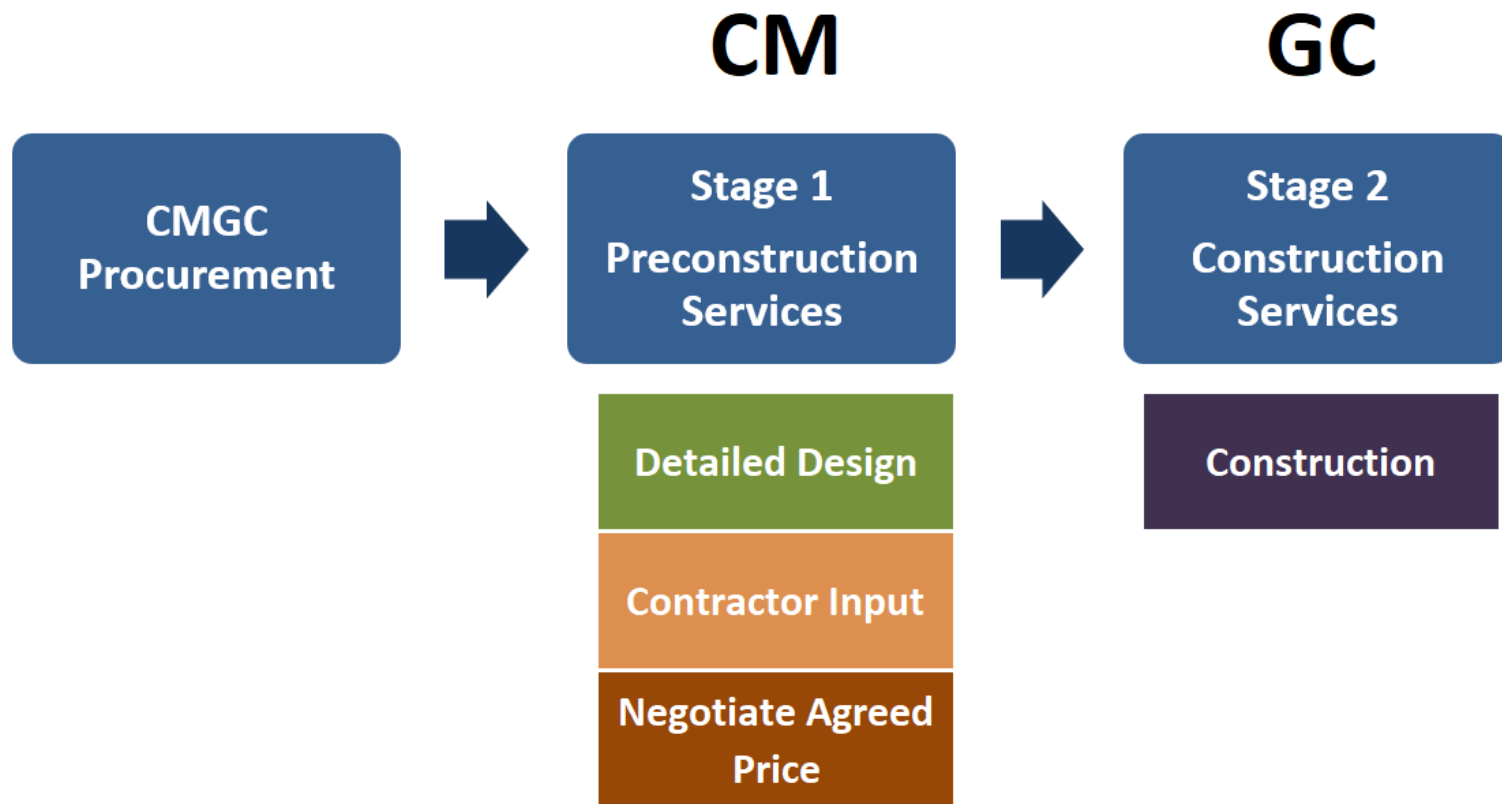 CM
GC
CMGC
Procurement
Stage 1
Preconstruction
Services
Stage 2
Construction
Services
Detailed Design
Contractor Input
Negotiate Agreed
Price
Construction